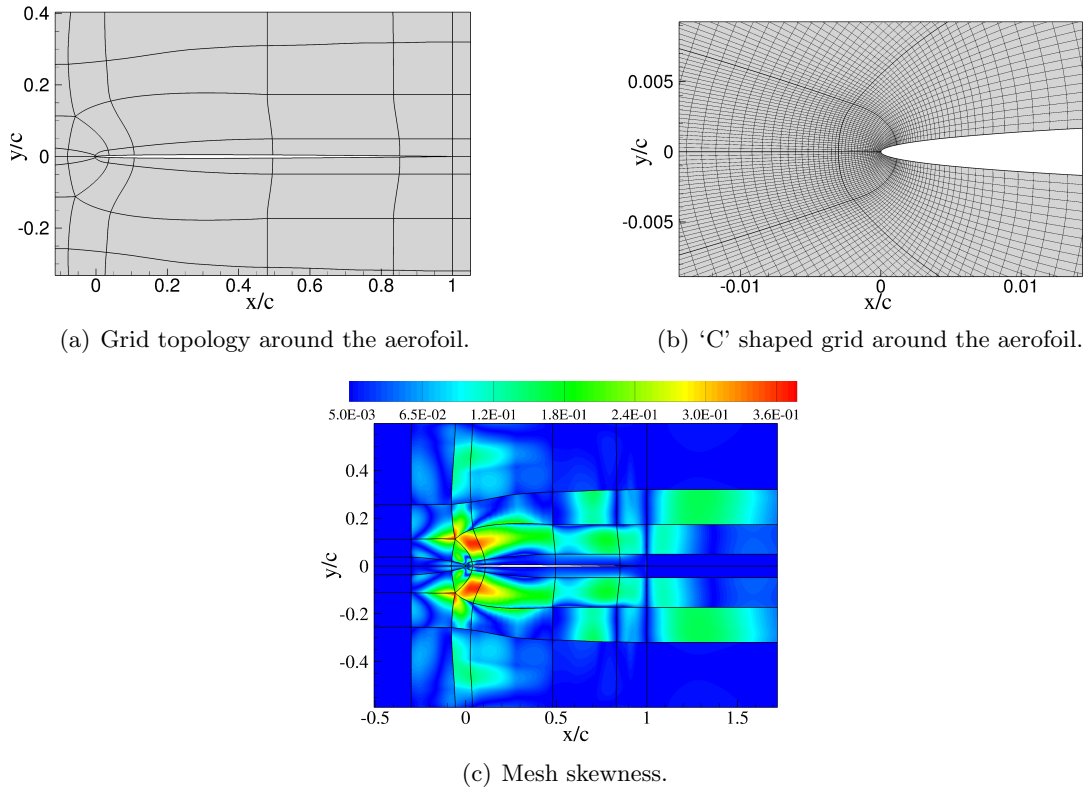 0.4
0.2
0
-0.2
y/c
0 0.2 0.4 0.6 0.8 1
x/c
(a) Grid topology around the aerofoil.
0.005
0
-0.005
y/c
-0.01 0 0.01
x/c
(b) ‘C’ shaped grid around the aerofoil.
5.0E-03 6.5E-02 1.2E-01 1.8E-01 2.4E-01 3.0E-01 3.6E-01
0.4
0.2
0
-0.2
-0.4
y/c
-0.5 0 0.5 1 1.5
x/c
(c) Mesh skewness.